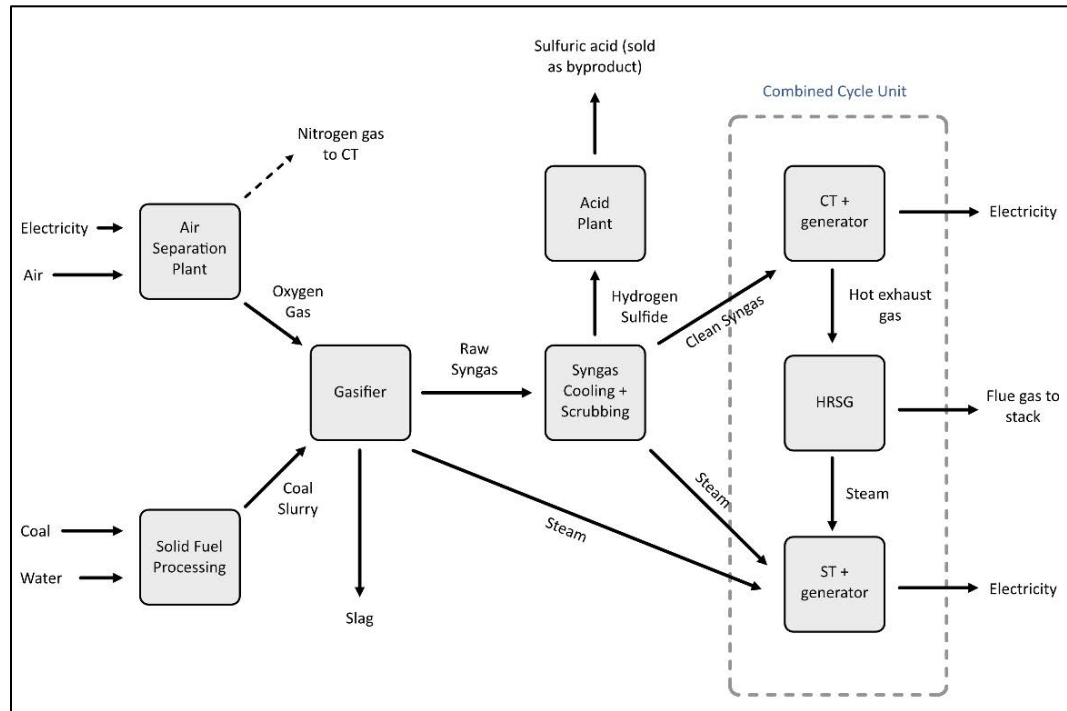 Sulfuric acid (sold
as byproduct)
Combined Cycle Unit
Nitrogen gas
to CT
Electricity
Air
Air
Separation
Plant
Acid
Plant
CT +
generator
Electricity
Oxygen
Gas
Hydrogen
Sulfide
Clean Syngas
Hot exhaust
gas
Gasifier
Raw
Syngas
Syngas
Cooling +
Scrubbing
HRSG
Flue gas to
stack
Coal
Slurry
Steam
Steam
Steam
Coal
Water
Solid Fuel
Processing
ST +
generator
Electricity
Slag